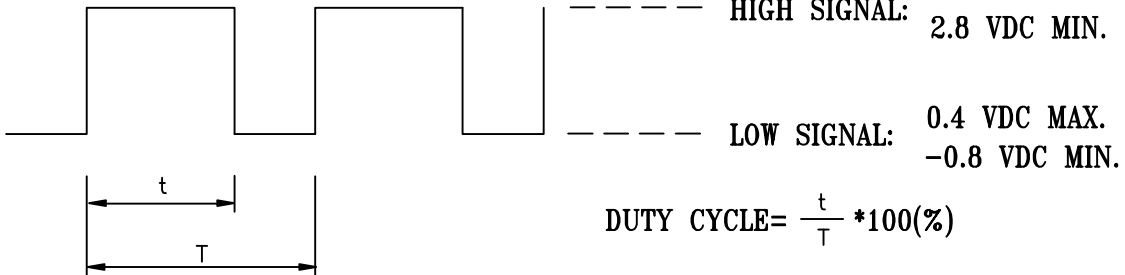 HIGH SIGNAL:
2.8 VDC MIN.
LOW SIGNAL:
0.4 VDC MAX.
-0.8 VDC MIN.
t
T
DUTY CYCLE= t/T *100(%)